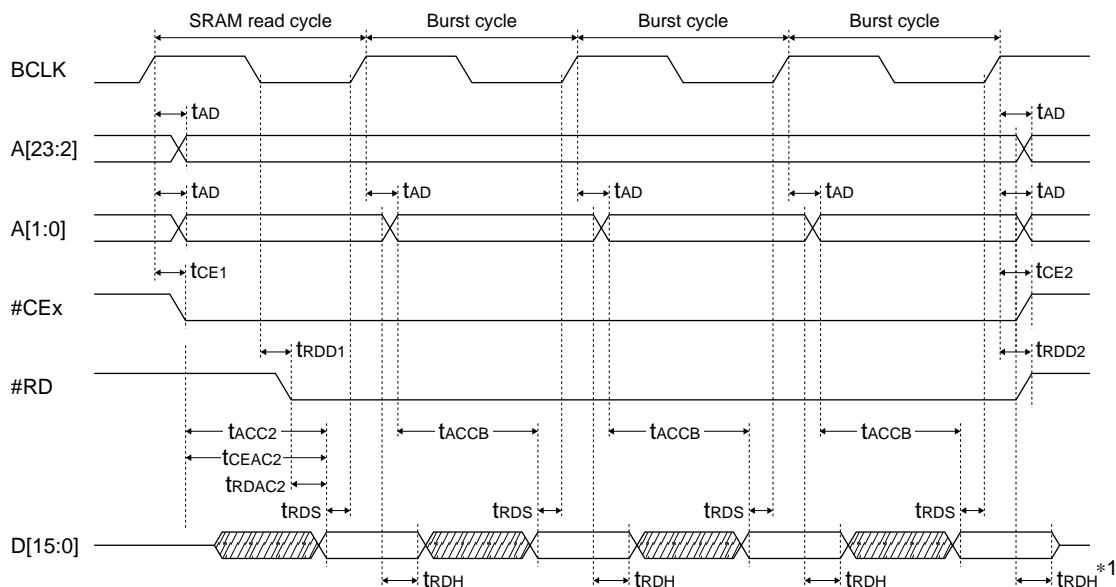 SRAM read cycle Burst cycle Burst cycle Burst cycle
BCLK
tAD tAD
A[23:2]
tAD tAD tAD tAD tAD
A[1:0]
tCE1 tCE2
#CEx
tRDD1 tRDD2
#RD
tACC2 tACCB tACCB tACCB
tCEAC2
tRDAC2
tRDS tRDS tRDS tRDS
D[15:0]
tRDH tRDH tRDH tRDH*1